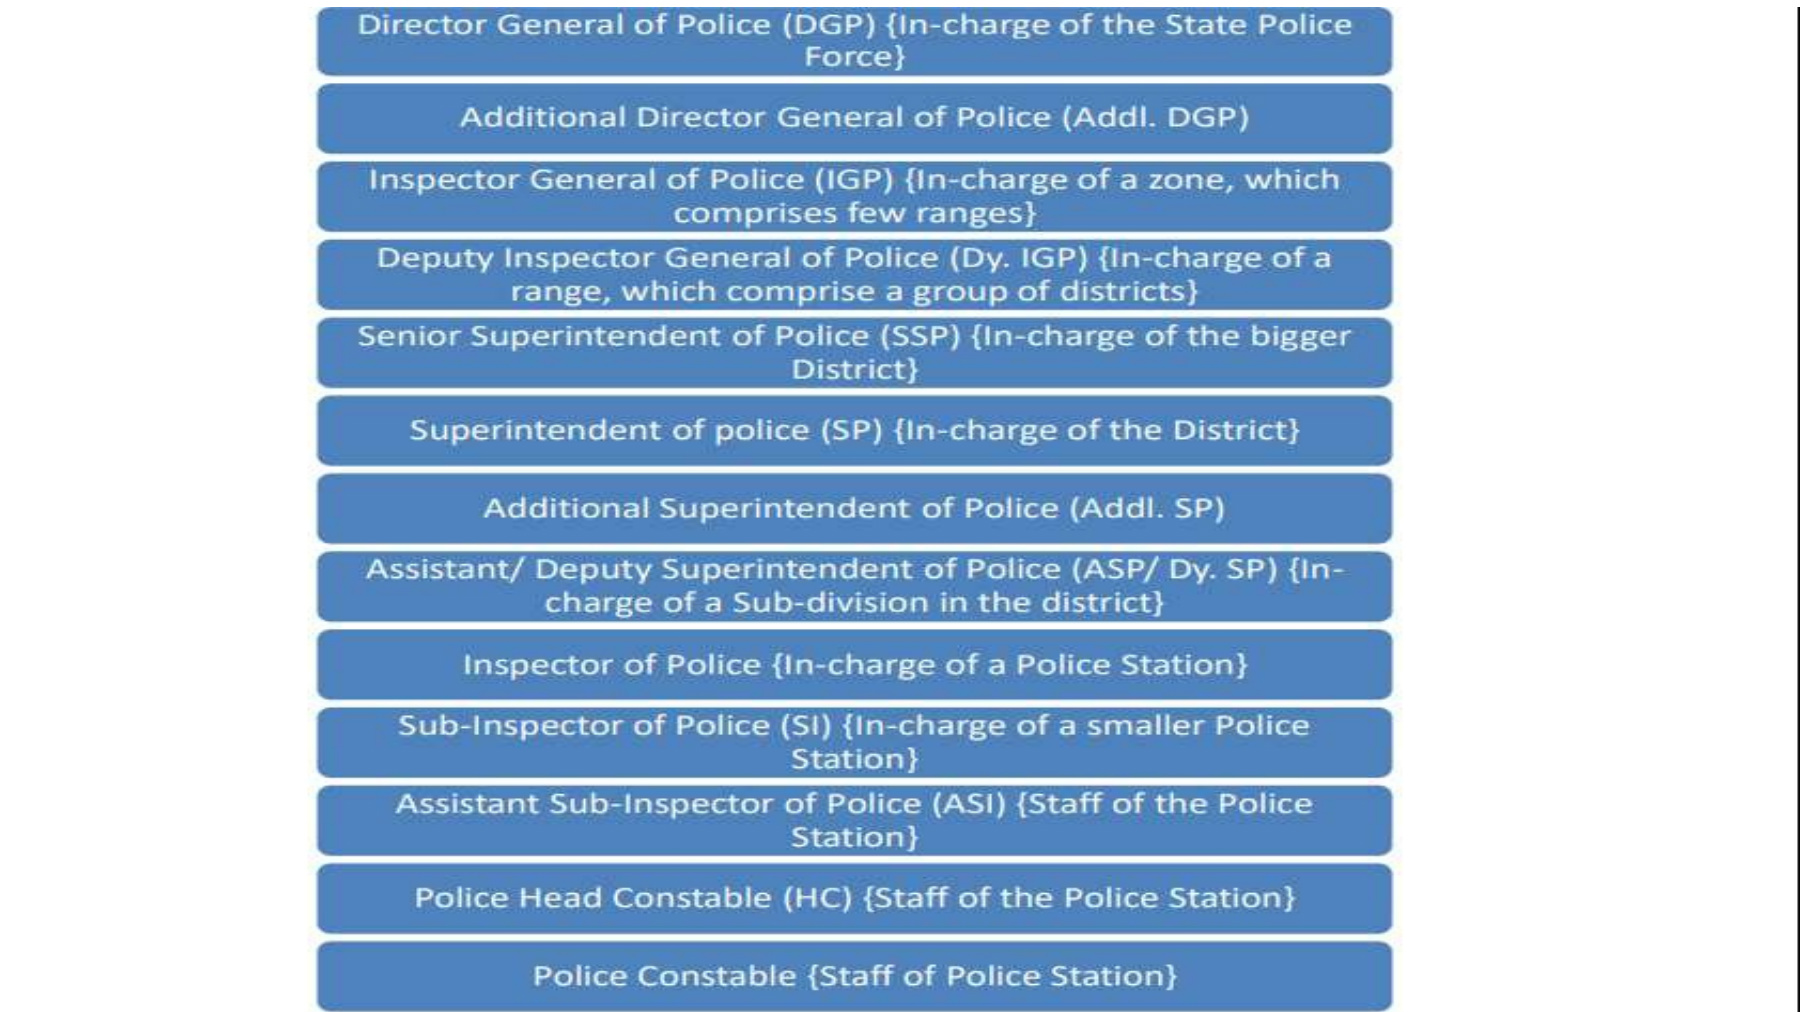 Director General of Police (DGP) {In-charge of the State Police
Force}
Additional Director General of Police (Addl. DGP)
Inspector General of Police (IGP) {In-charge of a zone, which
comprises few ranges}
Deputy Inspector General of Police (Dy. IGP) {In-charge of a
range, which comprise a group of districts}
Senior Superintendent of Police (SSP) {In-charge of the bigger
District}
Superintendent of police (SP) {In-charge of the District}
Additional Superintendent of Police (Addl. SP)
Assistant/ Deputy Superintendent of Police (ASP/ Dy. SP) {In-
charge of a Sub-division in the district}
Inspector of Police {In-charge of a Police Station}
Sub-Inspector of Police (SI) {In-charge of a smaller Police
Station}
Assistant Sub-Inspector of Police (ASI) {Staff of the Police
Station}
Police Head Constable (HC) {Staff of the Police Station}
Police Constable {Staff of Police Station}